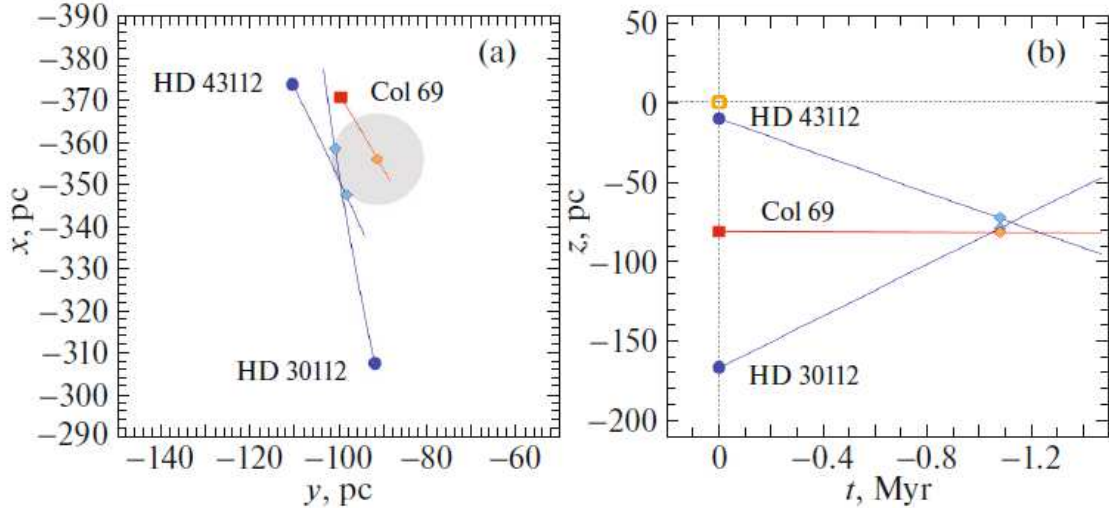 −390
−380
−370
−360
−350
−340
−330
−320
−310
−300
−290
x, pc
(a)
HD 43112
Col 69
HD 30112
−140 −120 −100 −80 −60
y, pc
50
0
−50
−100
−150
−200
z, pc
(b)
HD 43112
Col 69
HD 30112
0 −0.4 −0.8 −1.2
t, Myr